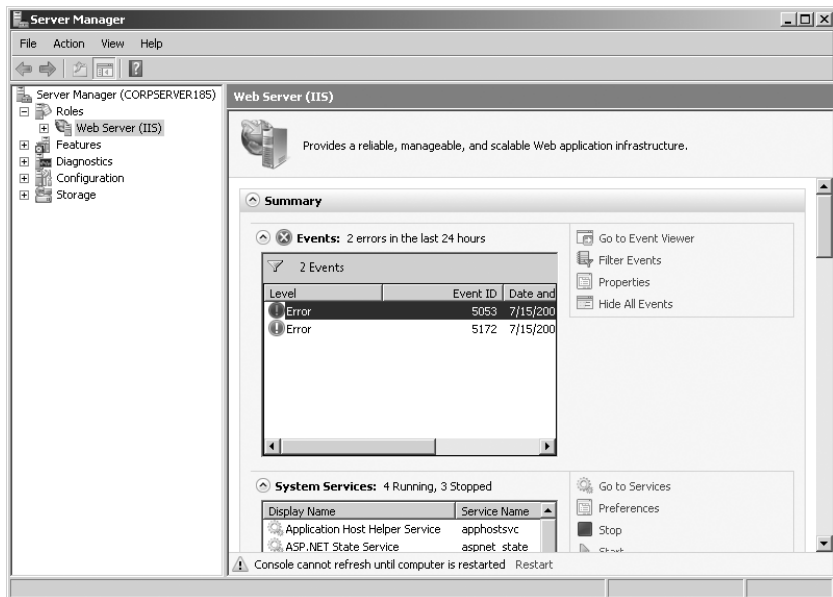 Server Manager
File Action View Help
Server Manager (CORPSERVER185)
Roles
Web Server (IIS)
Features
Diagnostics
Configuration
Storage
Web Server (IIS)
Provides a reliable, manageable, and scalable Web application infrastructure.
Summary
Events: 2 errors in the last 24 hours
2 Events
Level Event ID Date and
Error 5053 7/15/200
Error 5172 7/15/200
Go to Event Viewer
Filter Events
Properties
Hide All Events
System Services: 4 Running, 3 Stopped
Display Name Service Name
Application Host Helper Service apphostsvc
ASP.NET State Service aspnet_state
Go to Services
Preferences
Stop
Start
Console cannot refresh until computer is restarted Restart